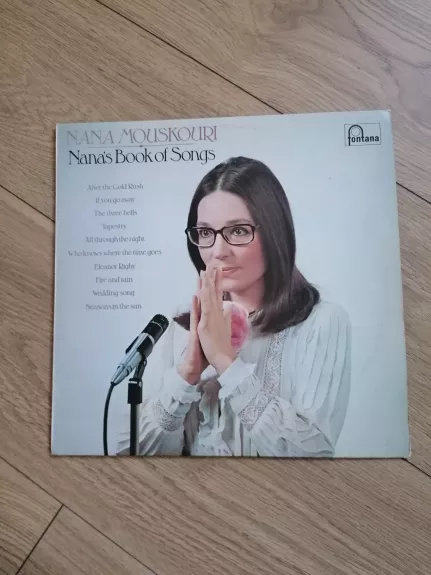 NANA MOUSKOURI
Nana's Book of Songs
fontana
After the Gold Rush
If you go away
The three bells
Tapestry
All through the night
Who knows where the time goes
Eleanor Rigby
Fire and rain
Wedding song
Seasons in the sun